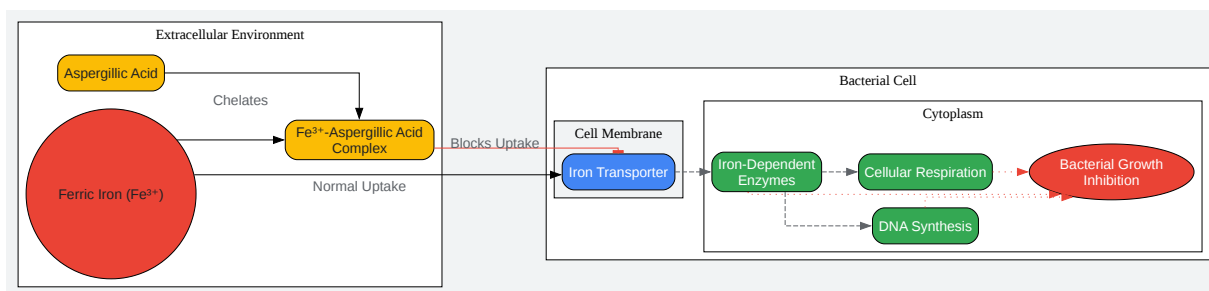 Extracellular Environment
Aspergillic Acid
Chelates
Fe³⁺-Aspergillic Acid
Complex
Ferric Iron (Fe³⁺)
Blocks Uptake
Normal Uptake
Bacterial Cell
Cell Membrane
Iron Transporter
Cytoplasm
Iron-Dependent
Enzymes
Cellular Respiration
DNA Synthesis
Bacterial Growth
Inhibition